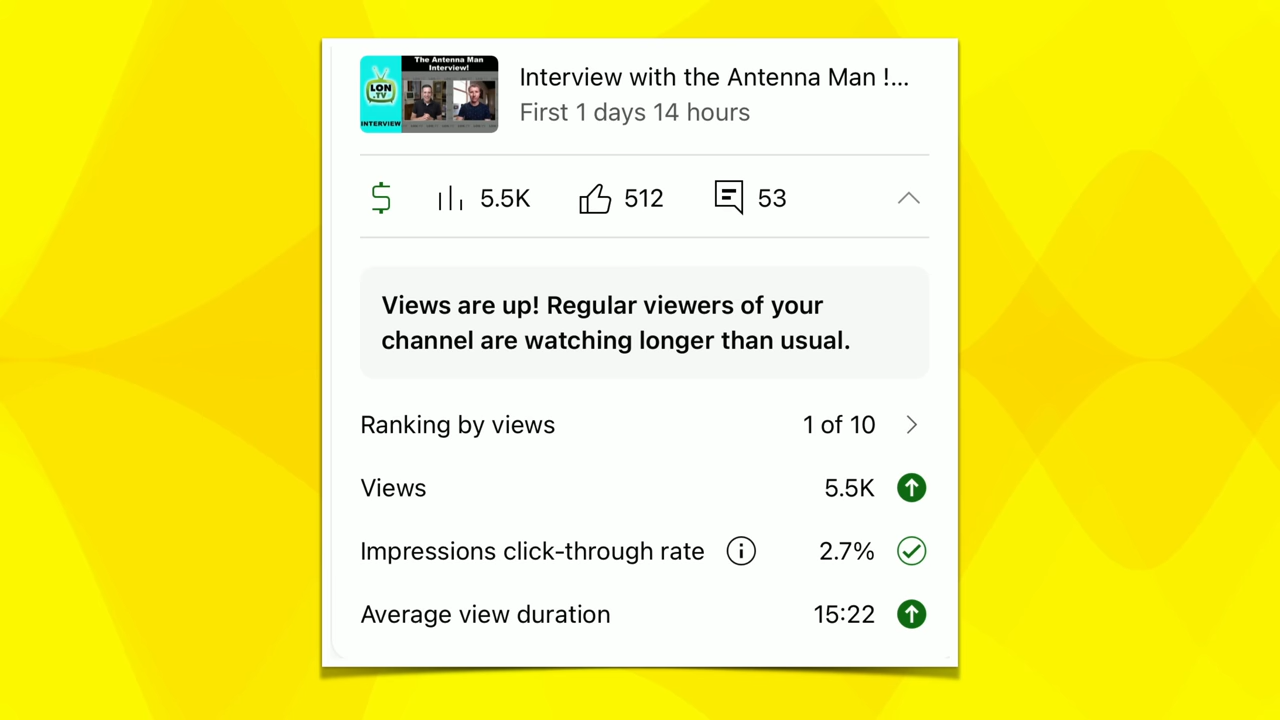 The Antenna Man
Interview!
LON
.TV
INTERVIEW
Interview with the Antenna Man !...
First 1 days 14 hours
$ 5.5K 512 53
Views are up! Regular viewers of your
channel are watching longer than usual.
Ranking by views 1 of 10
Views 5.5K
Impressions click-through rate 2.7%
Average view duration 15:22